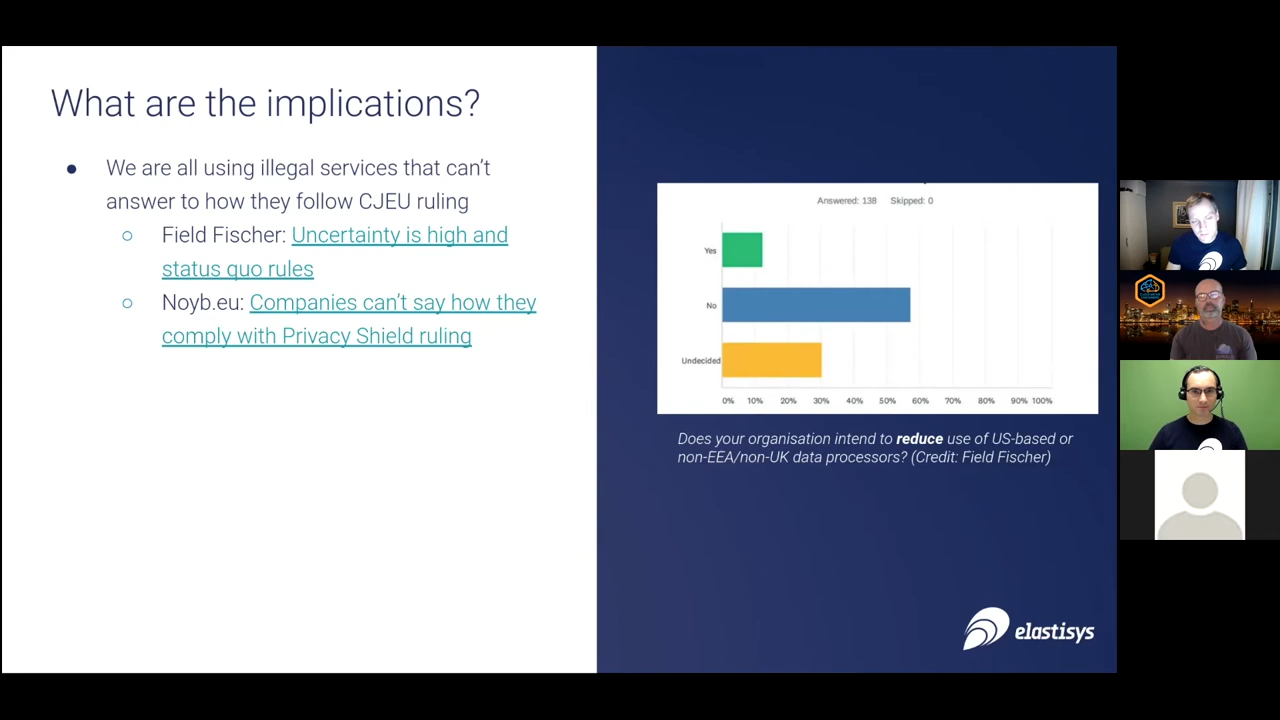 What are the implications?
● We are all using illegal services that can't
answer to how they follow CJEU ruling
○ Field Fischer: Uncertainty is high and
status quo rules
○ Noyb.eu: Companies can't say how they
comply with Privacy Shield ruling
Answered: 138 Skipped: 0
Yes
No
Undecided
0% 10% 20% 30% 40% 50% 60% 70% 80% 90% 100%
Does your organisation intend to reduce use of US-based or
non-EEA/non-UK data processors? (Credit: Field Fischer)
elastisys